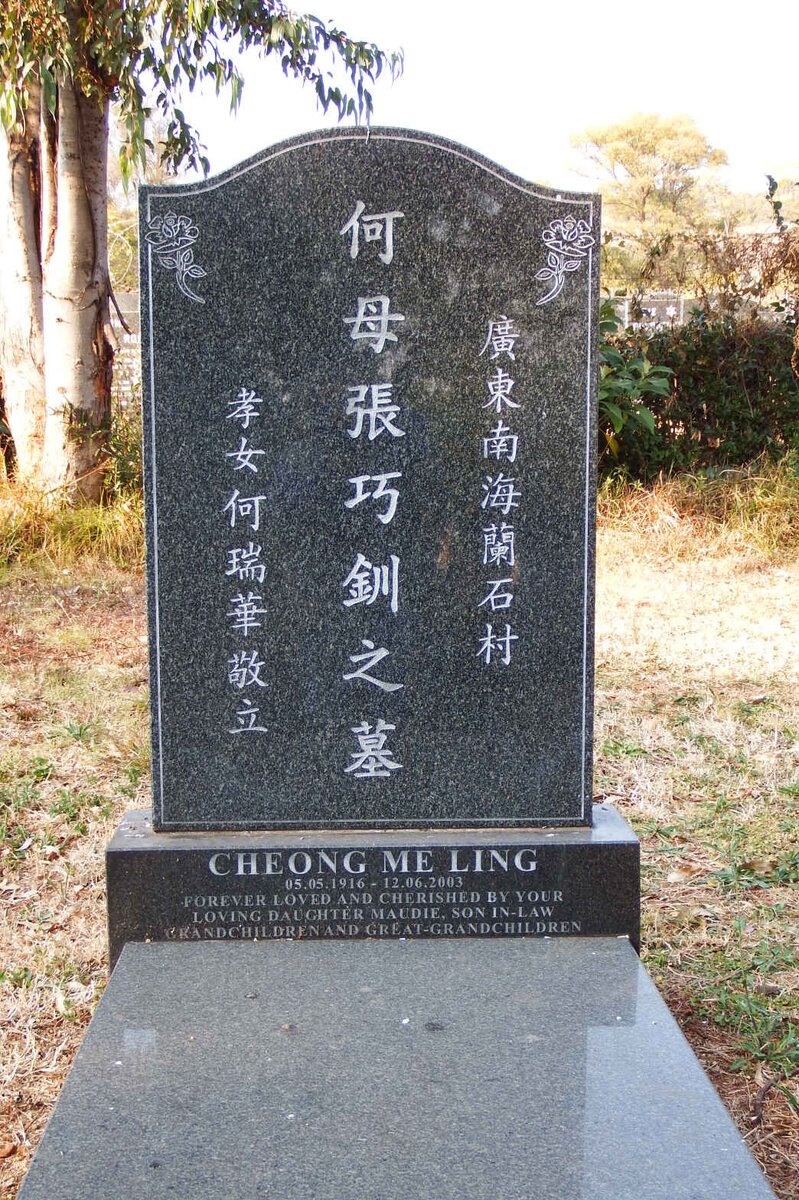 廣東南海蘭石村
何母張巧釧之墓
孝女何瑞華敬立
CHEONG ME LING
05.05.1916 - 12.06.2003
FOREVER LOVED AND CHERISHED BY YOUR
LOVING DAUGHTER MAUDIE, SON IN-LAW
GRANDCHILDREN AND GREAT-GRANDCHILDREN